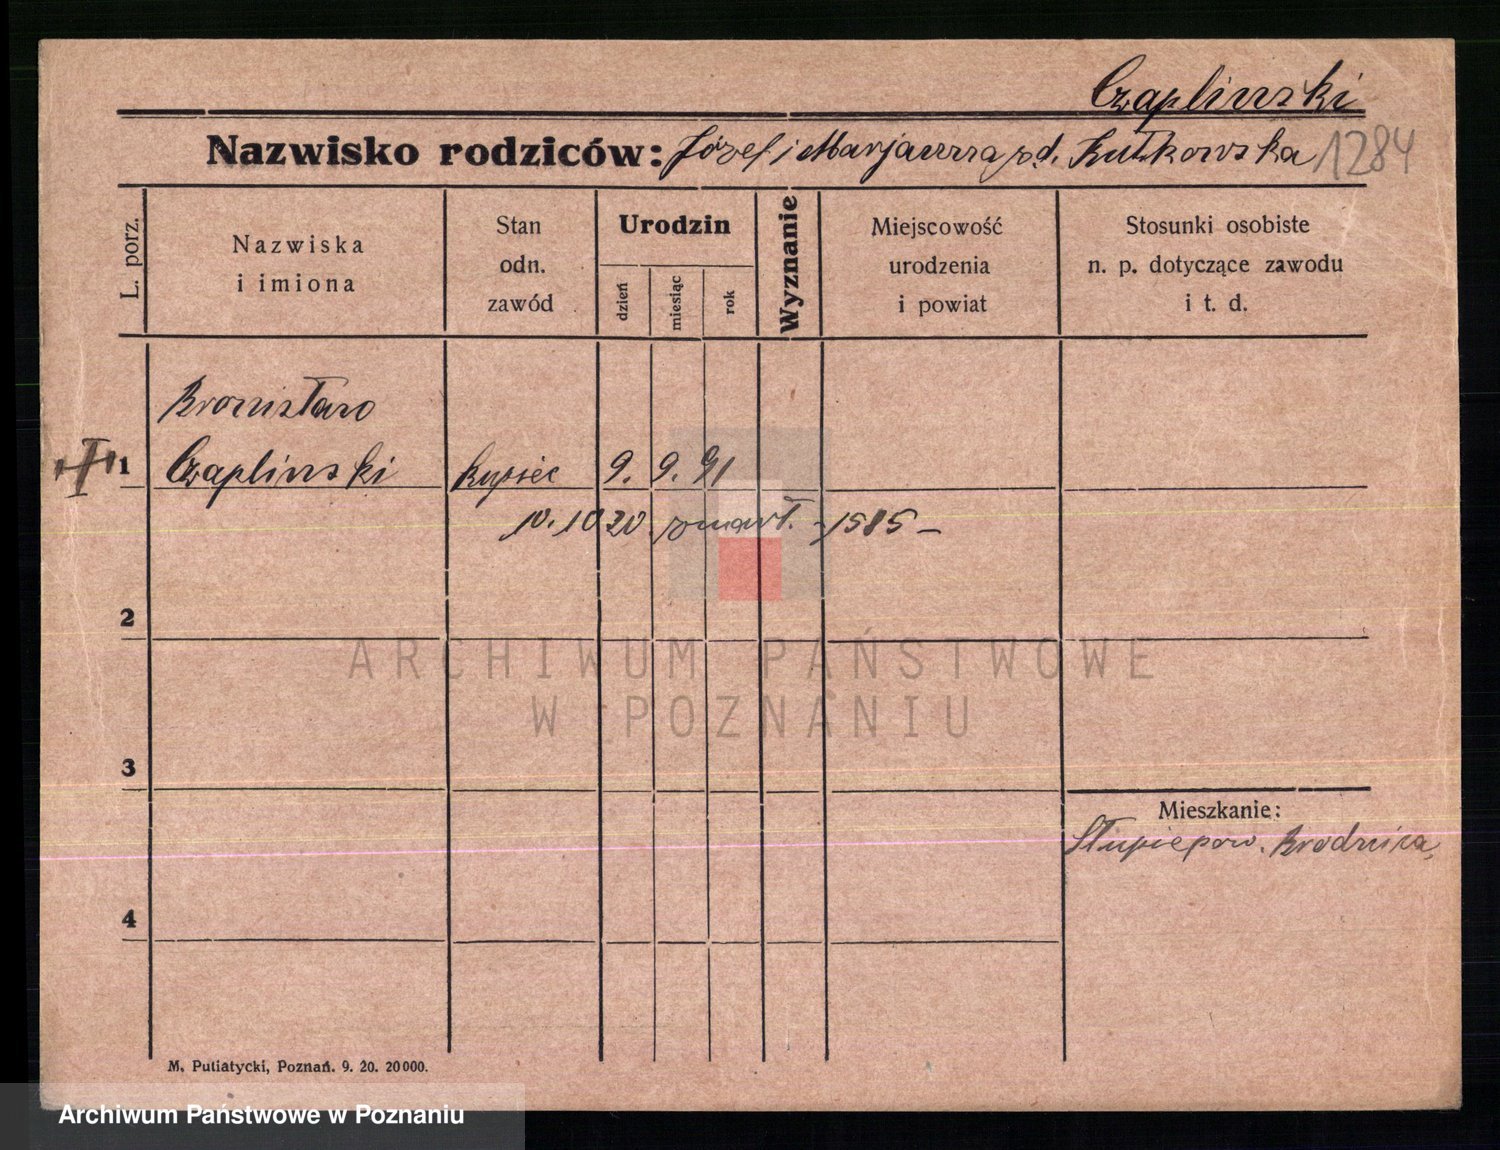 Czaplinski
Nazwisko rodziców: Józef i Marjanna z d. Rutkowska 1284
L. porz.
Nazwiska
i imiona
Stan
odn.
zawód
Urodzin
dzień
miesiąc
rok
Wyznanie
Miejscowość
urodzenia
i powiat
Stosunki osobiste
n. p. dotyczące zawodu
i t. d.
Bronisław
1 Czaplinski kupiec 9. 9. 91
10. 10 20 zmarł. - 1585 -
2
ARCHIWUM PAŃSTWOWE
W POZNANIU
3
Mieszkanie:
Słupie pow. Brodnica
4
M. Putiatycki, Poznań. 9. 20. 20000.
Archiwum Państwowe w Poznaniu